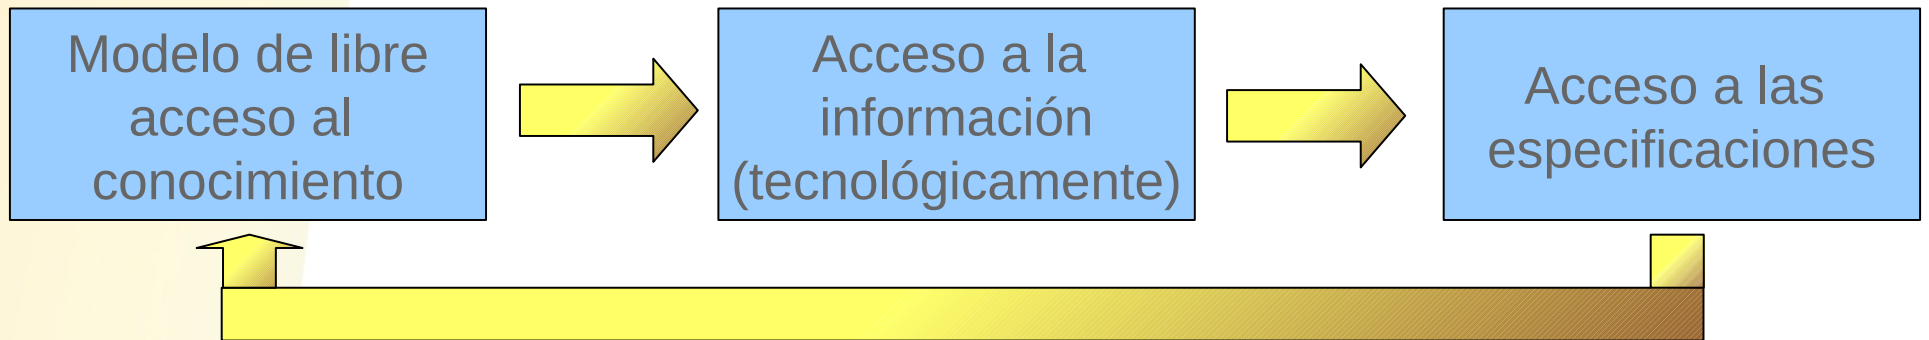 Modelo de libre
acceso al
conocimiento
Acceso a la
información
(tecnológicamente)
Acceso a las
especificaciones